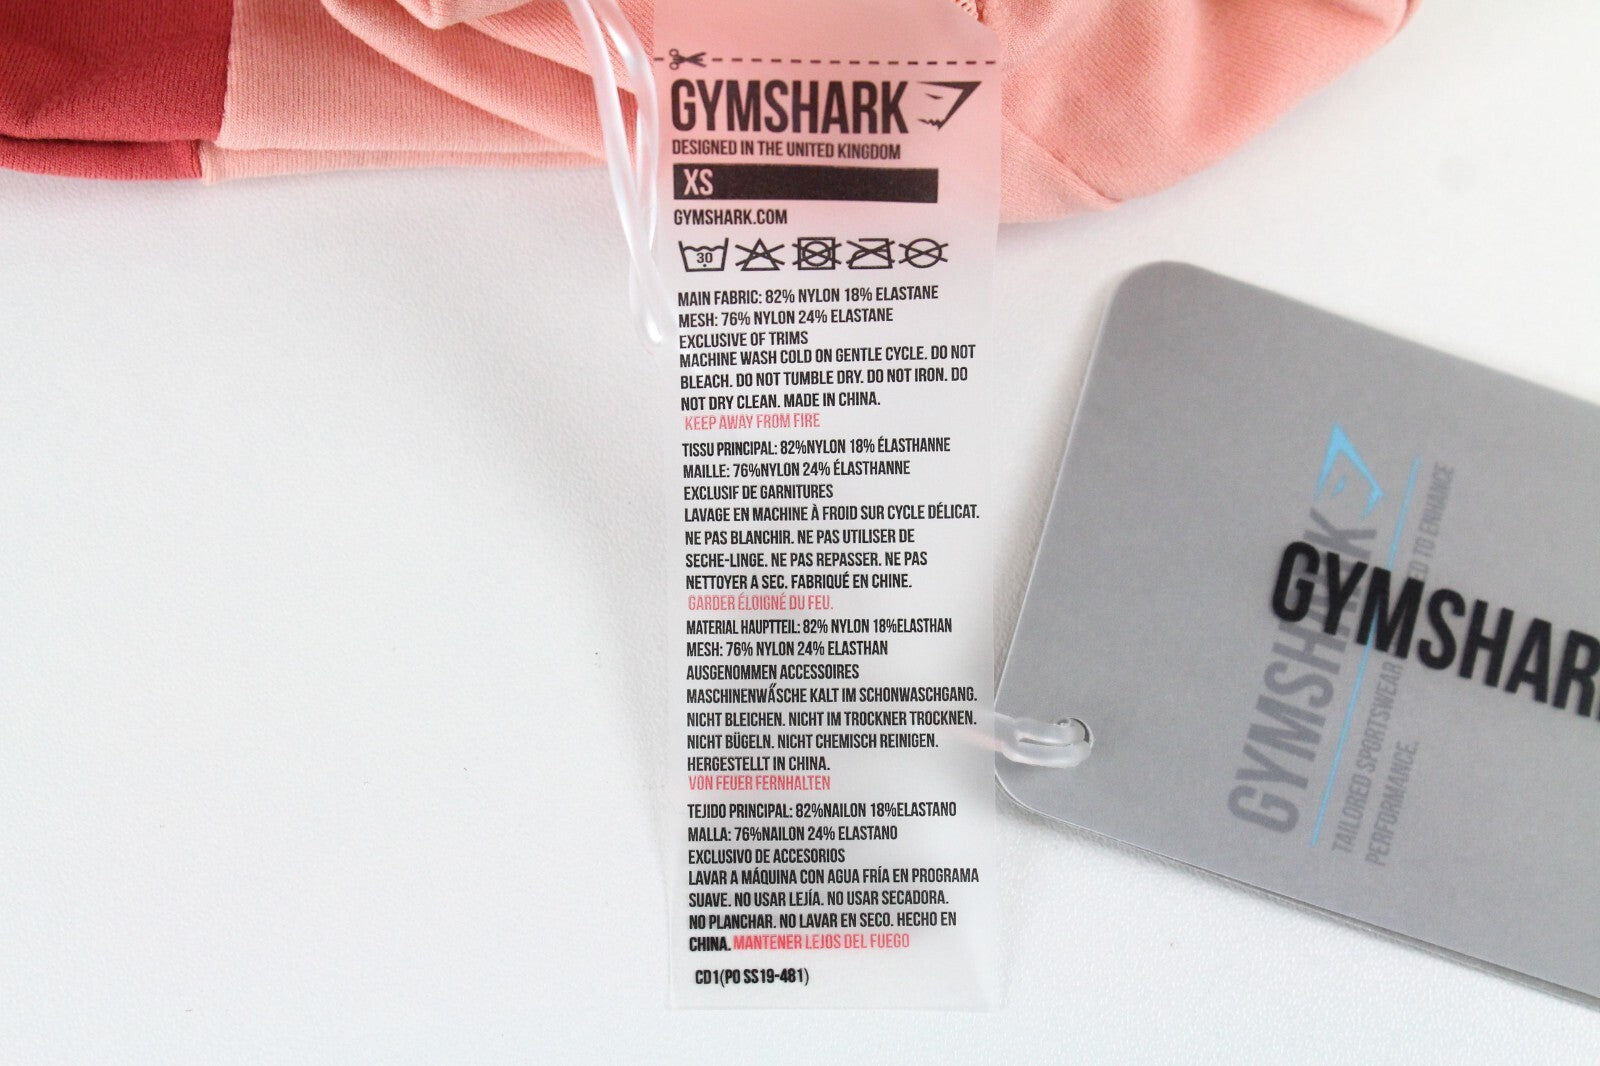 GYMSHARK
DESIGNED IN THE UNITED KINGDOM
XS
GYMSHARK.COM
30
MAIN FABRIC: 82% NYLON 18% ELASTANE
MESH: 76% NYLON 24% ELASTANE
EXCLUSIVE OF TRIMS
MACHINE WASH COLD ON GENTLE CYCLE. DO NOT
BLEACH. DO NOT TUMBLE DRY. DO NOT IRON. DO
NOT DRY CLEAN. MADE IN CHINA.
KEEP AWAY FROM FIRE
TISSU PRINCIPAL: 82%NYLON 18% ÉLASTHANNE
MAILLE: 76%NYLON 24% ÉLASTHANNE
EXCLUSIF DE GARNITURES
LAVAGE EN MACHINE À FROID SUR CYCLE DÉLICAT.
NE PAS BLANCHIR. NE PAS UTILISER DE
SECHE-LINGE. NE PAS REPASSER. NE PAS
NETTOYER A SEC. FABRIQUÉ EN CHINE.
GARDER ÉLOIGNÉ DU FEU.
MATERIAL HAUPTTEIL: 82% NYLON 18%ELASTHAN
MESH: 76% NYLON 24% ELASTHAN
AUSGENOMMEN ACCESSOIRES
MASCHINENWA̋SCHE KALT IM SCHONWASCHGANG.
NICHT BLEICHEN. NICHT IM TROCKNER TROCKNEN.
NICHT BÜGELN. NICHT CHEMISCH REINIGEN.
HERGESTELLT IN CHINA.
VON FEUER FERNHALTEN
TEJIDO PRINCIPAL: 82%NAILON 18%ELASTANO
MALLA: 76%NAILON 24% ELASTANO
EXCLUSIVO DE ACCESORIOS
LAVAR A MÁQUINA CON AGUA FRÍA EN PROGRAMA
SUAVE. NO USAR LEJÍA. NO USAR SECADORA.
NO PLANCHAR. NO LAVAR EN SECO. HECHO EN
CHINA. MANTENER LEJOS DEL FUEGO
CD1(PO SS19-481)
GYMSHARK
GYMSHARK
TAILORED SPORTSWEAR ED TO ENHANCE
PERFORMANCE.